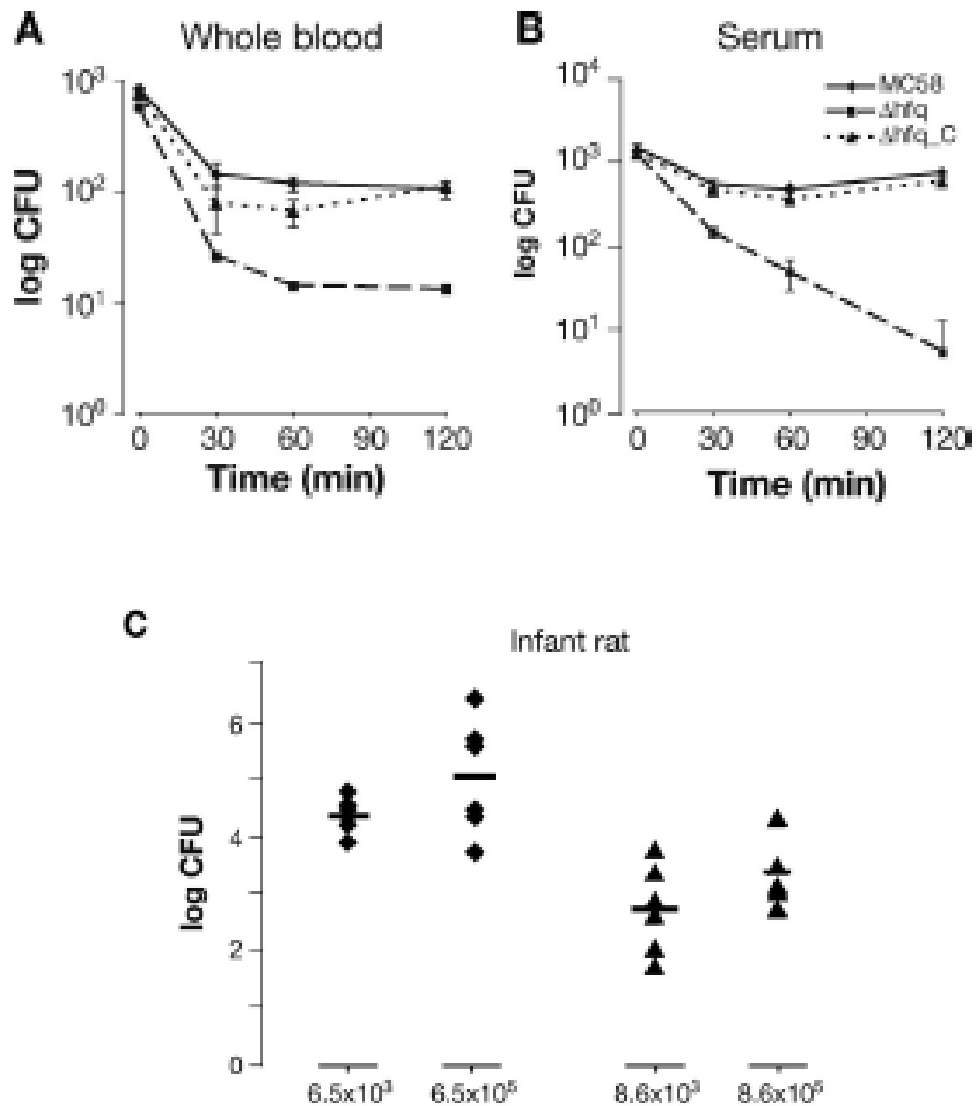 A
Whole blood
log CFU
10³
10²
10¹
10⁰
0 30 60 90 120
Time (min)
B
Serum
log CFU
10⁴
10³
10²
10¹
10⁰
MC58
Δhfq
Δhfq_C
0 30 60 90 120
Time (min)
C
Infant rat
log CFU
6
4
2
0
6.5x10³ 6.5x10⁵ 8.6x10³ 8.6x10⁵